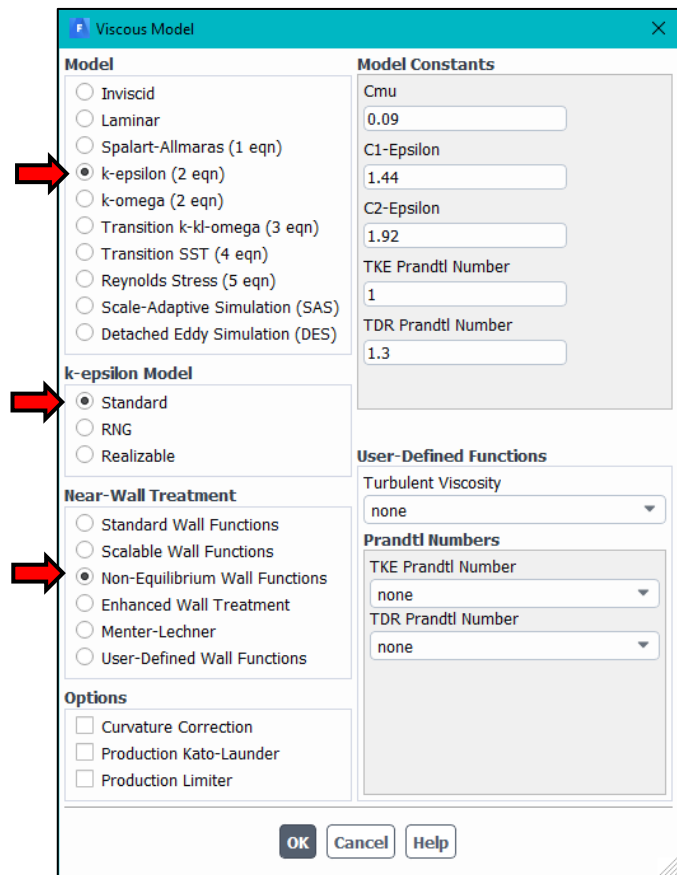 F Viscous Model
Model
Inviscid
Laminar
Spalart-Allmaras (1 eqn)
k-epsilon (2 eqn)
k-omega (2 eqn)
Transition k-kl-omega (3 eqn)
Transition SST (4 eqn)
Reynolds Stress (5 eqn)
Scale-Adaptive Simulation (SAS)
Detached Eddy Simulation (DES)
k-epsilon Model
Standard
RNG
Realizable
Near-Wall Treatment
Standard Wall Functions
Scalable Wall Functions
Non-Equilibrium Wall Functions
Enhanced Wall Treatment
Menter-Lechner
User-Defined Wall Functions
Options
Curvature Correction
Production Kato-Launder
Production Limiter
Model Constants
Cmu
0.09
C1-Epsilon
1.44
C2-Epsilon
1.92
TKE Prandtl Number
1
TDR Prandtl Number
1.3
User-Defined Functions
Turbulent Viscosity
none
Prandtl Numbers
TKE Prandtl Number
none
TDR Prandtl Number
none
OK Cancel Help